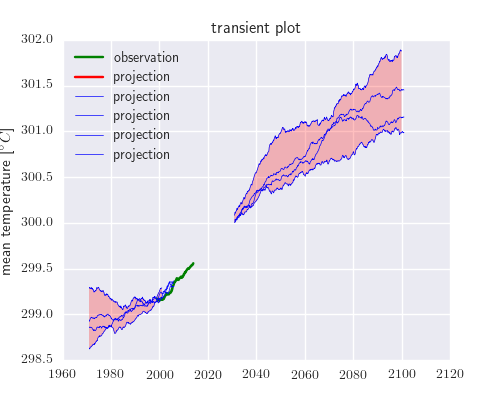 transient plot
302.0
301.5
301.0
300.5
300.0
299.5
299.0
298.5
mean temperature [°C]
observation
projection
projection
projection
projection
projection
1960 1980 2000 2020 2040 2060 2080 2100 2120